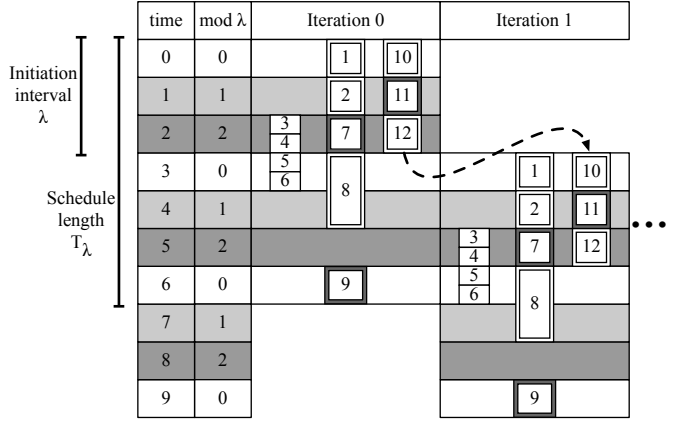 time mod λ Iteration 0 Iteration 1
Initiation interval λ
Schedule length T_λ
0 0 1 10
1 1 2 11
2 2 3 4 7 12
3 0 5 6 8 1 10
4 1 2 11
5 2 3 4 7 12
6 0 9 5 6 8
7 1
8 2
9 0 9
•••